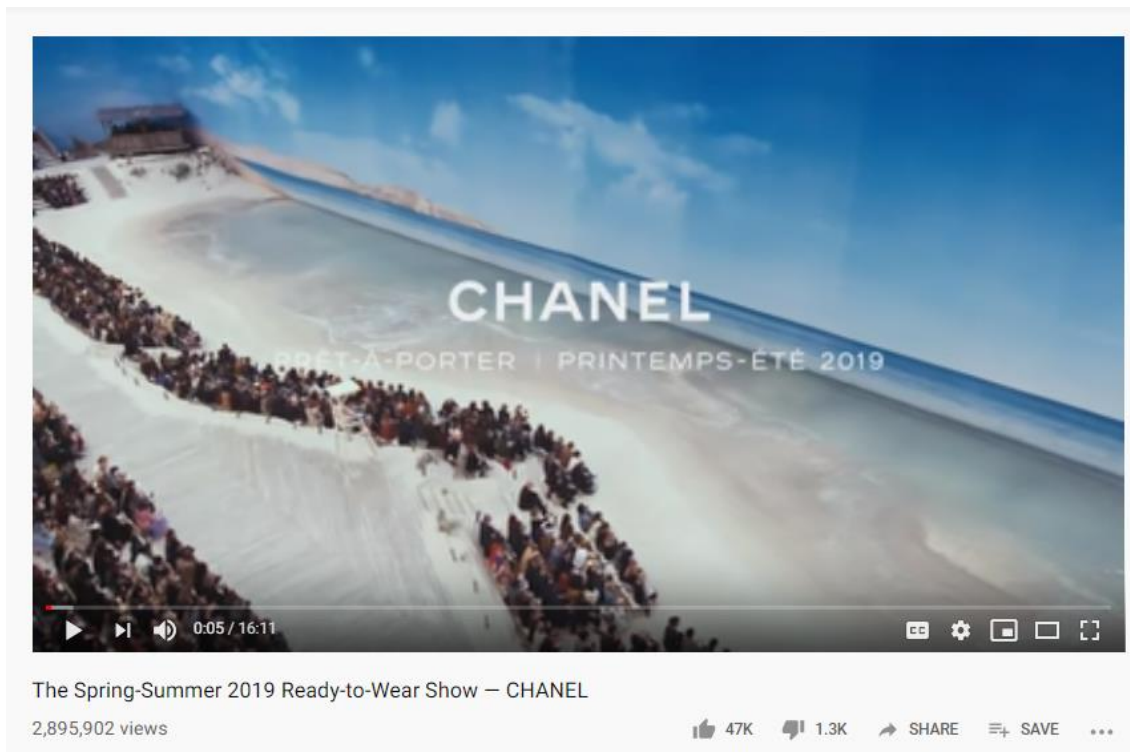 CHANEL
PRÊT-À-PORTER | PRINTEMPS-ÉTÉ 2019
0:05 / 16:11
CC
The Spring-Summer 2019 Ready-to-Wear Show — CHANEL
2,895,902 views
47K
1.3K
SHARE
SAVE